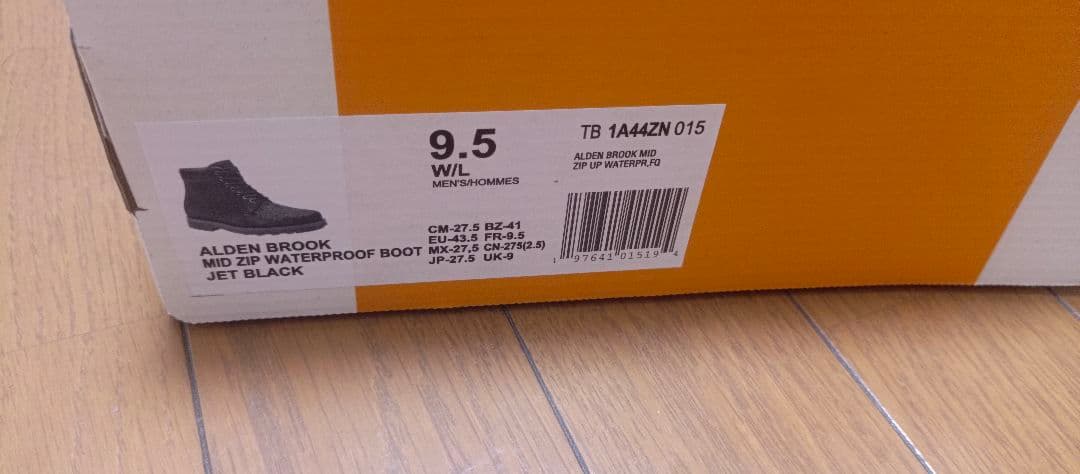 9.5
W/L
MEN'S/HOMMES
TB 1A44ZN 015
ALDEN BROOK MID
ZIP UP WATERPR,FQ
ALDEN BROOK
MID ZIP WATERPROOF BOOT
JET BLACK
CM-27.5 BZ-41
EU-43.5 FR-9.5
MX-27,5 CN-275(2.5)
JP-27.5 UK-9
1 97641 01519 4